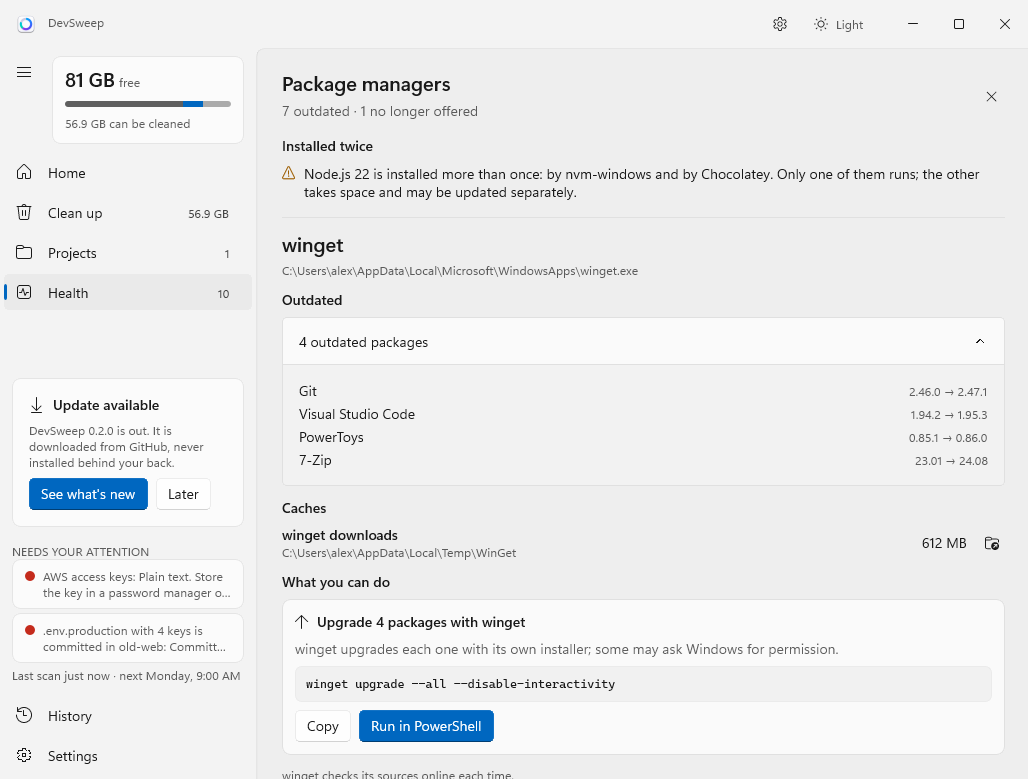 DevSweep
Light
81 GB free
56.9 GB can be cleaned
Home
Clean up 56.9 GB
Projects 1
Health 10
Update available
DevSweep 0.2.0 is out. It is
downloaded from GitHub, never
installed behind your back.
See what's new
Later
NEEDS YOUR ATTENTION
AWS access keys: Plain text. Store
the key in a password manager o...
.env.production with 4 keys is
committed in old-web: Committ...
Last scan just now · next Monday, 9:00 AM
History
Settings
Package managers
7 outdated · 1 no longer offered
Installed twice
Node.js 22 is installed more than once: by nvm-windows and by Chocolatey. Only one of them runs; the other
takes space and may be updated separately.
winget
C:\Users\alex\AppData\Local\Microsoft\WindowsApps\winget.exe
Outdated
4 outdated packages
Git 2.46.0 → 2.47.1
Visual Studio Code 1.94.2 → 1.95.3
PowerToys 0.85.1 → 0.86.0
7-Zip 23.01 → 24.08
Caches
winget downloads
C:\Users\alex\AppData\Local\Temp\WinGet
612 MB
What you can do
Upgrade 4 packages with winget
winget upgrades each one with its own installer; some may ask Windows for permission.
winget upgrade --all --disable-interactivity
Copy
Run in PowerShell
winget checks its sources online each time.